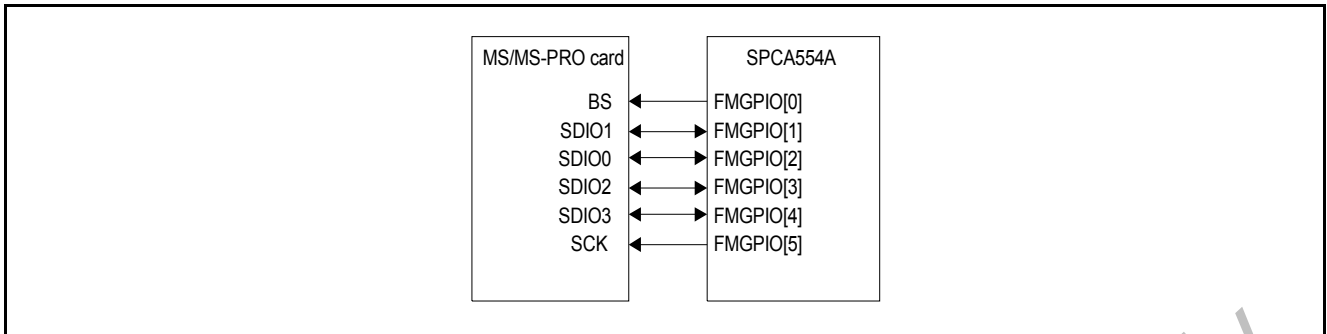 MS/MS-PRO card SPCA554A
BS FMGPIO[0]
SDIO1 FMGPIO[1]
SDIO0 FMGPIO[2]
SDIO2 FMGPIO[3]
SDIO3 FMGPIO[4]
SCK FMGPIO[5]